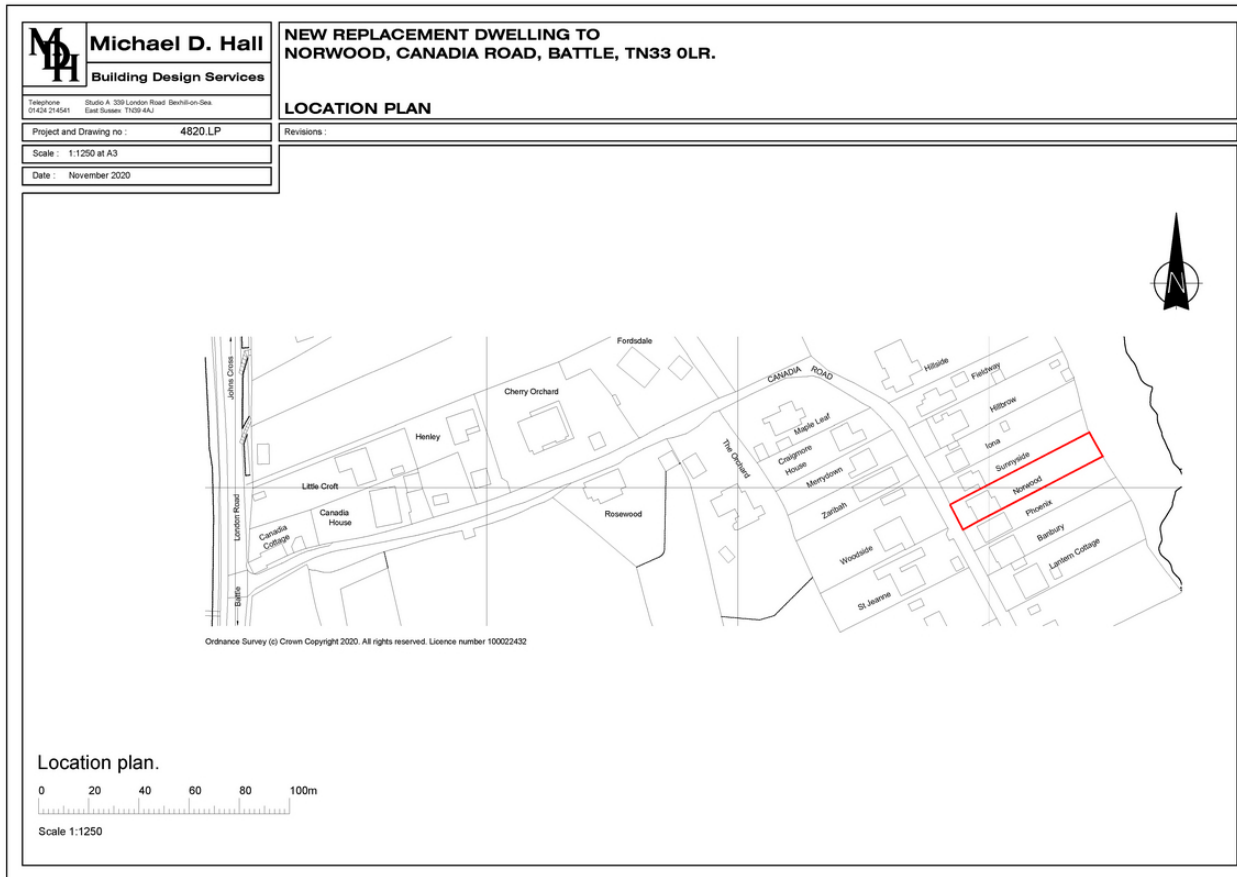 MDH
Michael D. Hall
Building Design Services
Telephone
01424 214541
Studio A 339 London Road Bexhill-on-Sea.
East Sussex TN39 4AJ
Project and Drawing no : 4820.LP
Scale : 1:1250 at A3
Date : November 2020
NEW REPLACEMENT DWELLING TO
NORWOOD, CANADIA ROAD, BATTLE, TN33 0LR.
LOCATION PLAN
Revisions :
N
Johns Cross
London Road
Battle
Fordsdale
Cherry Orchard
Henley
Little Croft
Canadia
House
Canadia
Cottage
Rosewood
The Orchard
CANADIA ROAD
Maple Leaf
Craigmore
House
Merrydown
Zaribah
Woodside
St Jeanne
Hillside
Fieldway
Hillbrow
Iona
Sunnyside
Norwood
Phoenix
Banbury
Lantern Cottage
Ordnance Survey (c) Crown Copyright 2020. All rights reserved. Licence number 100022432
Location plan.
0 20 40 60 80 100m
Scale 1:1250